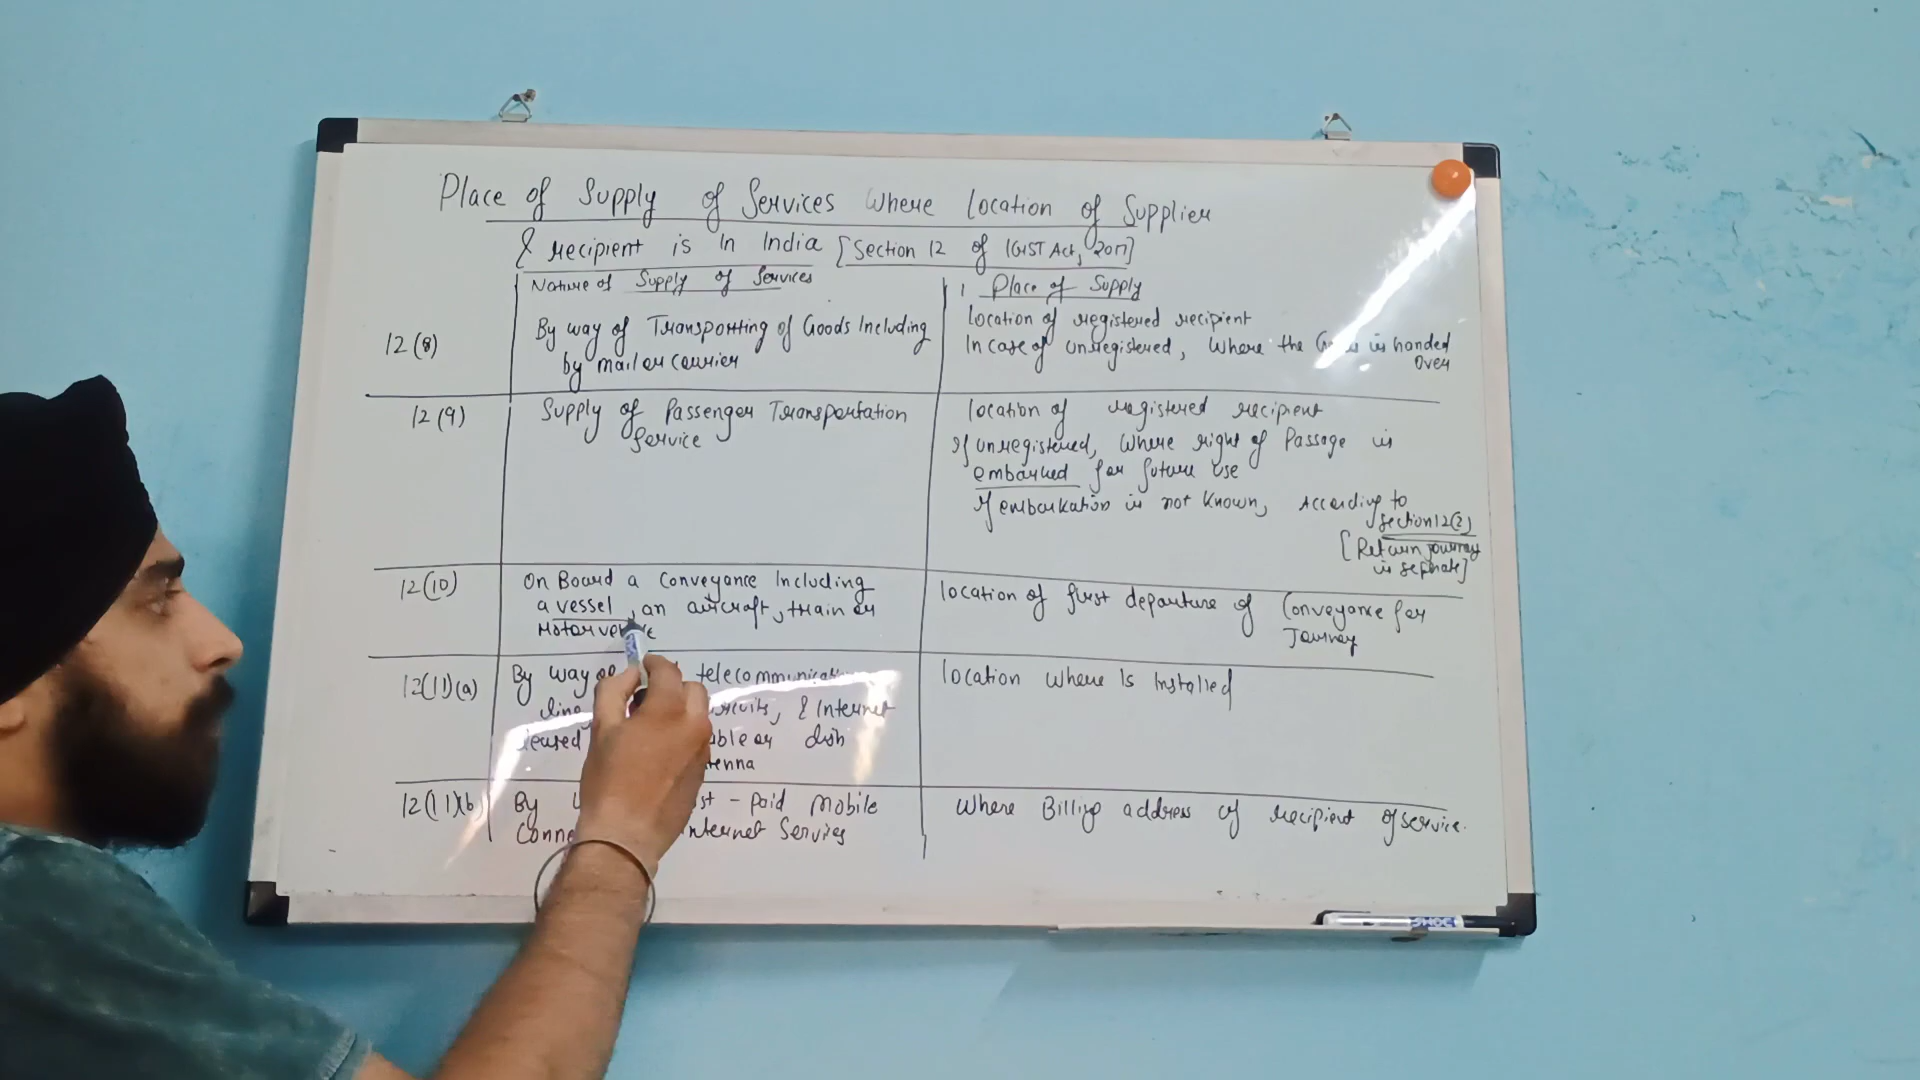 Place of Supply of Services Where Location of Supplier
& recipient is In India [Section 12 of IGST Act, 2017]
Nature of Supply of Services
Place of Supply
12(8)
By way of Transporting of Goods Including
by mail or courier
location of registered recipient
In case of unregistered, Where the is handed
over
12(9)
Supply of Passenger Transportation
Service
location of registered recipient
If unregistered, Where right of Passage is
embarked for future Use
If embarkation is not known, According to
Section 12(2)
[Return journey
is seprate]
12(10)
On Board a Conveyance Including
a vessel, an aircraft, train or
Motor
location of first departure of Conveyance for
Journey
12(11)(a)
By way telecommunication
line & Internet
leased or dish
location where Is Installed
12(11)(b)
By - Paid Mobile
Internet Services
Where Billing address of recipient of service.